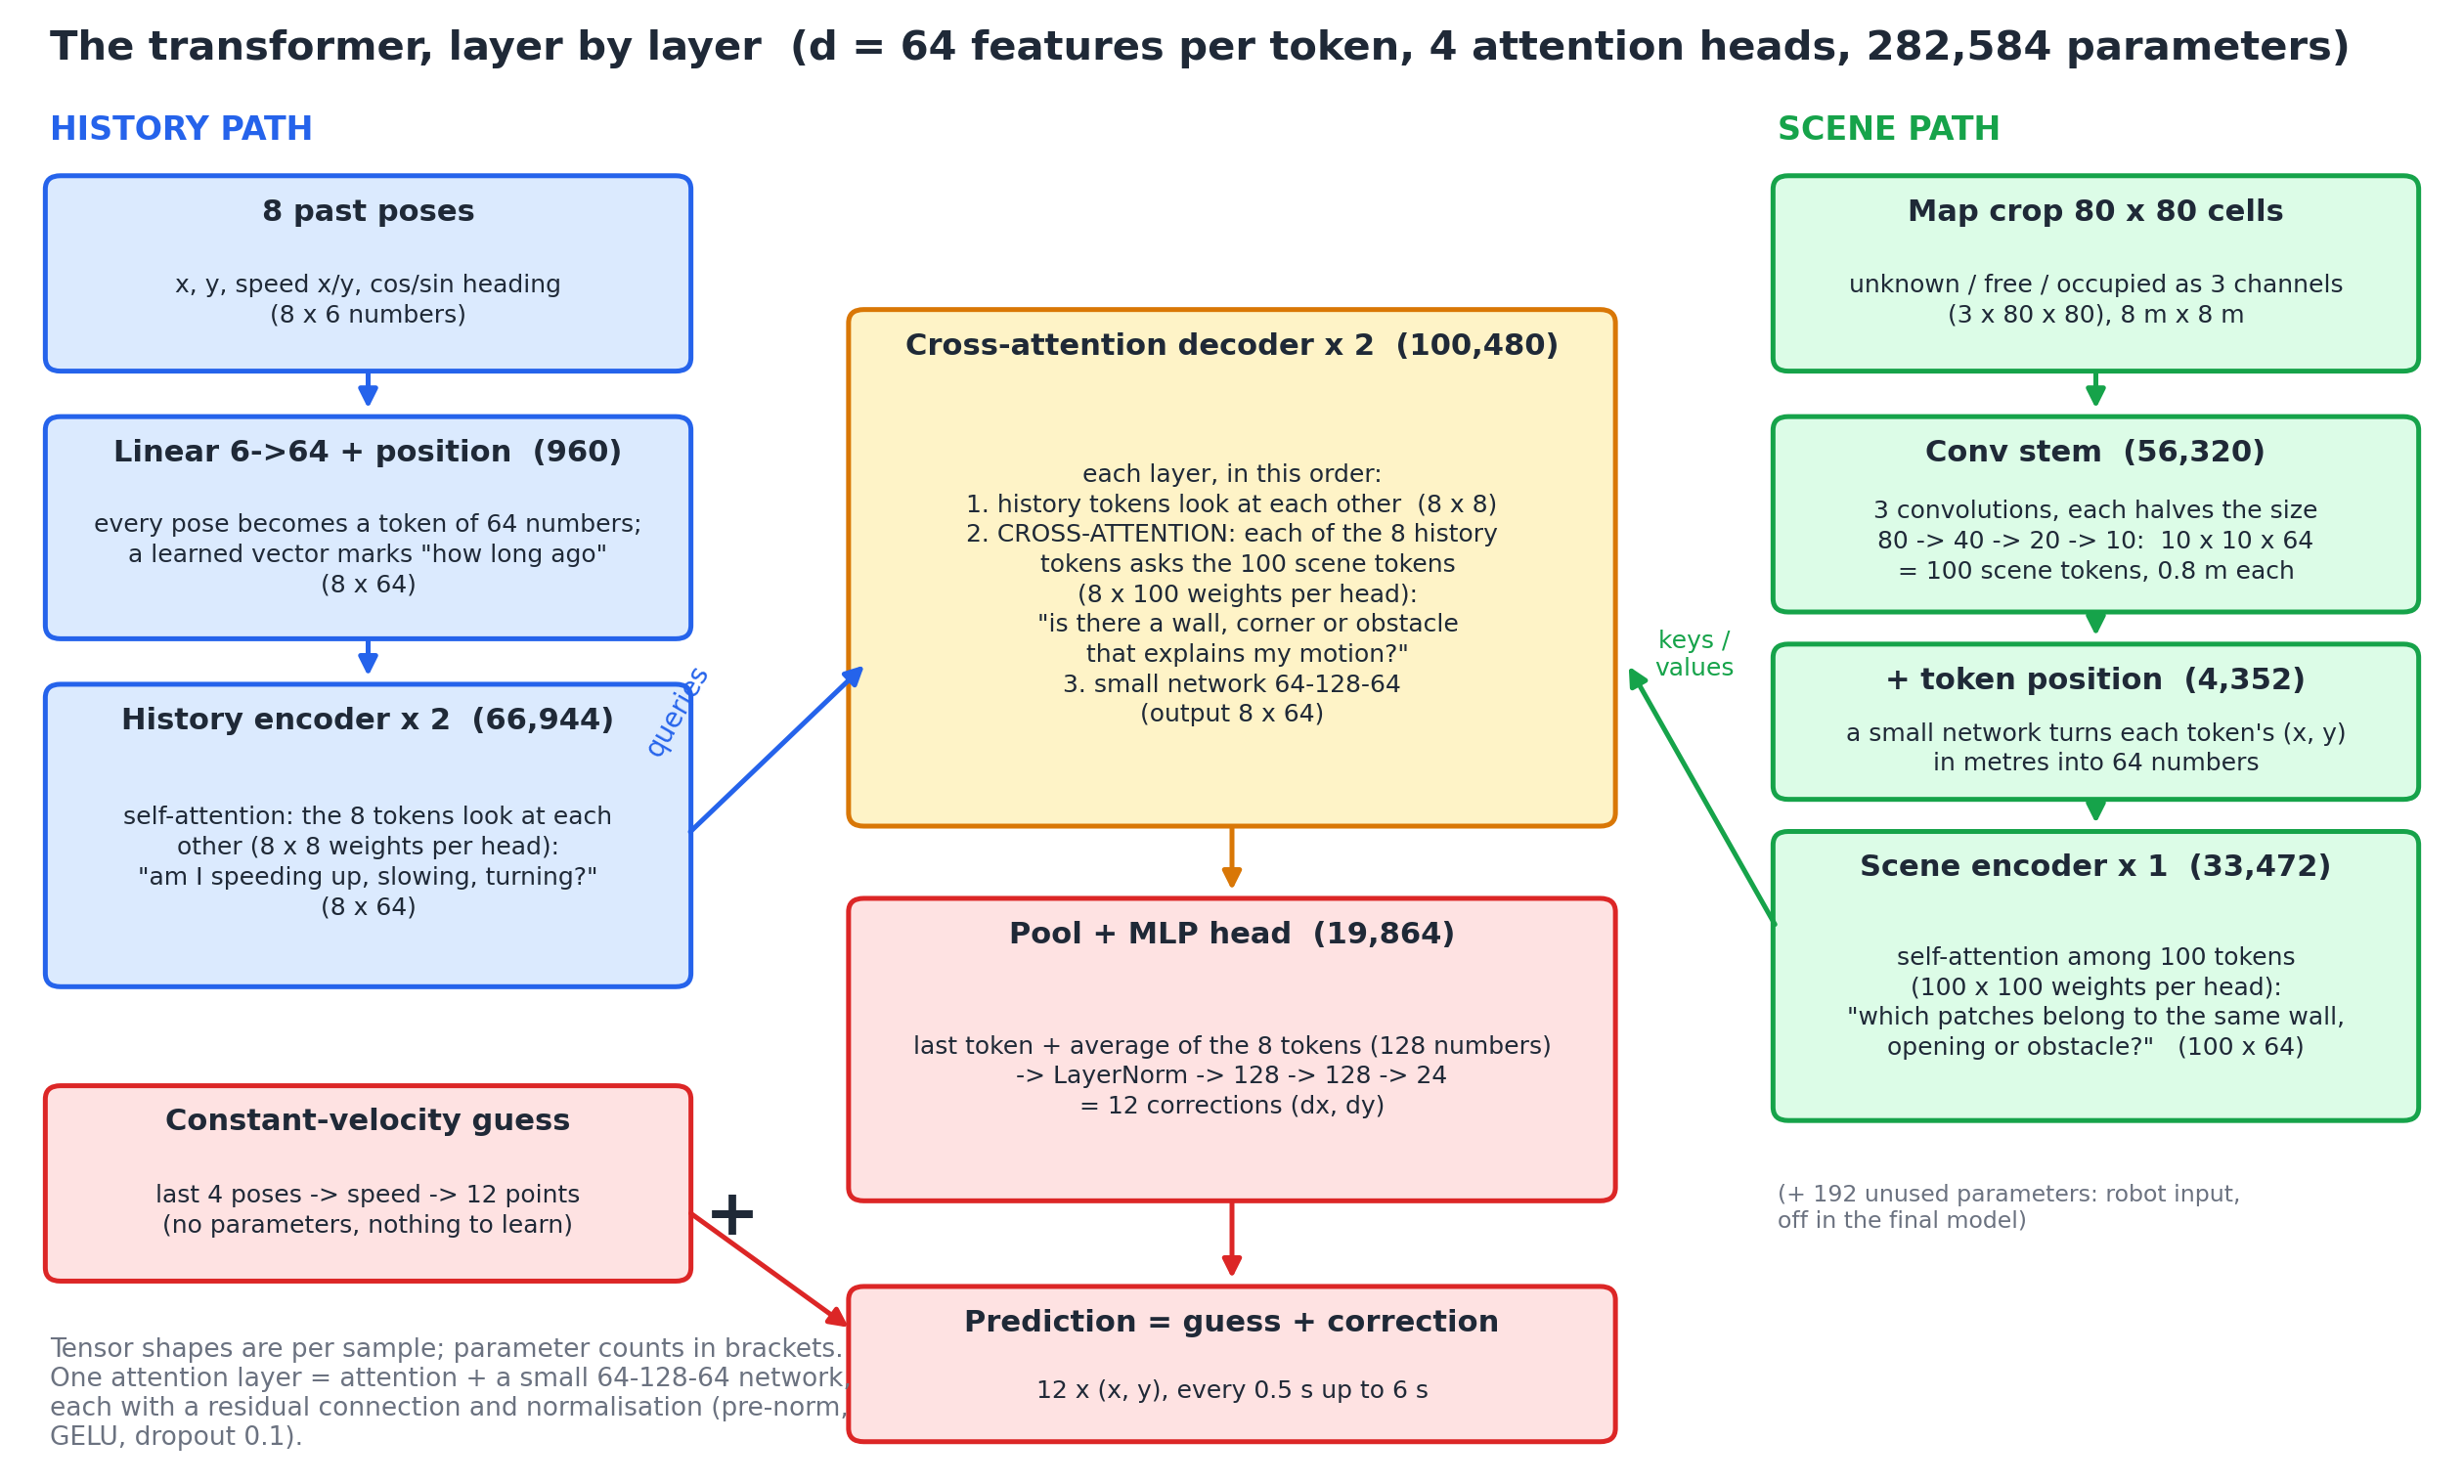 The transformer, layer by layer  (d = 64 features per token, 4 attention heads, 282,584 parameters)
HISTORY PATH
8 past poses
x, y, speed x/y, cos/sin heading
(8 x 6 numbers)
Linear 6->64 + position  (960)
every pose becomes a token of 64 numbers;
a learned vector marks "how long ago"
(8 x 64)
History encoder x 2  (66,944)
self-attention: the 8 tokens look at each
other (8 x 8 weights per head):
"am I speeding up, slowing, turning?"
(8 x 64)
queries
Constant-velocity guess
last 4 poses -> speed -> 12 points
(no parameters, nothing to learn)
+
Tensor shapes are per sample; parameter counts in brackets.
One attention layer = attention + a small 64-128-64 network,
each with a residual connection and normalisation (pre-norm,
GELU, dropout 0.1).
Cross-attention decoder x 2  (100,480)
each layer, in this order:
1. history tokens look at each other  (8 x 8)
2. CROSS-ATTENTION: each of the 8 history
tokens asks the 100 scene tokens
(8 x 100 weights per head):
"is there a wall, corner or obstacle
that explains my motion?"
3. small network 64-128-64
(output 8 x 64)
Pool + MLP head  (19,864)
last token + average of the 8 tokens (128 numbers)
-> LayerNorm -> 128 -> 128 -> 24
= 12 corrections (dx, dy)
Prediction = guess + correction
12 x (x, y), every 0.5 s up to 6 s
SCENE PATH
Map crop 80 x 80 cells
unknown / free / occupied as 3 channels
(3 x 80 x 80), 8 m x 8 m
Conv stem  (56,320)
3 convolutions, each halves the size
80 -> 40 -> 20 -> 10:  10 x 10 x 64
= 100 scene tokens, 0.8 m each
keys /
values
+ token position  (4,352)
a small network turns each token's (x, y)
in metres into 64 numbers
Scene encoder x 1  (33,472)
self-attention among 100 tokens
(100 x 100 weights per head):
"which patches belong to the same wall,
opening or obstacle?"   (100 x 64)
(+ 192 unused parameters: robot input,
off in the final model)